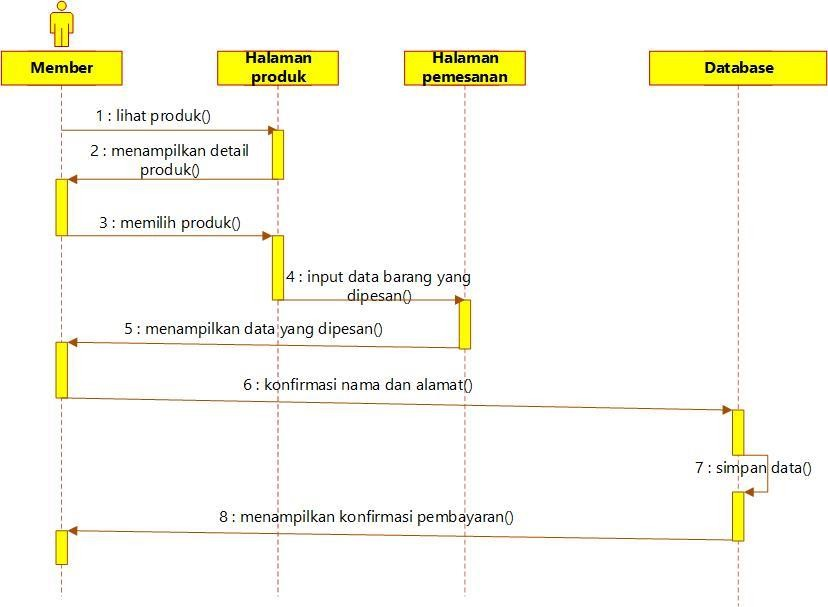 Member
Halaman
produk
Halaman
pemesanan
Database
1 : lihat produk()
2 : menampilkan detail
produk()
3 : memilih produk()
4 : input data barang yang
dipesan()
5 : menampilkan data yang dipesan()
6 : konfirmasi nama dan alamat()
7 : simpan data()
8 : menampilkan konfirmasi pembayaran()